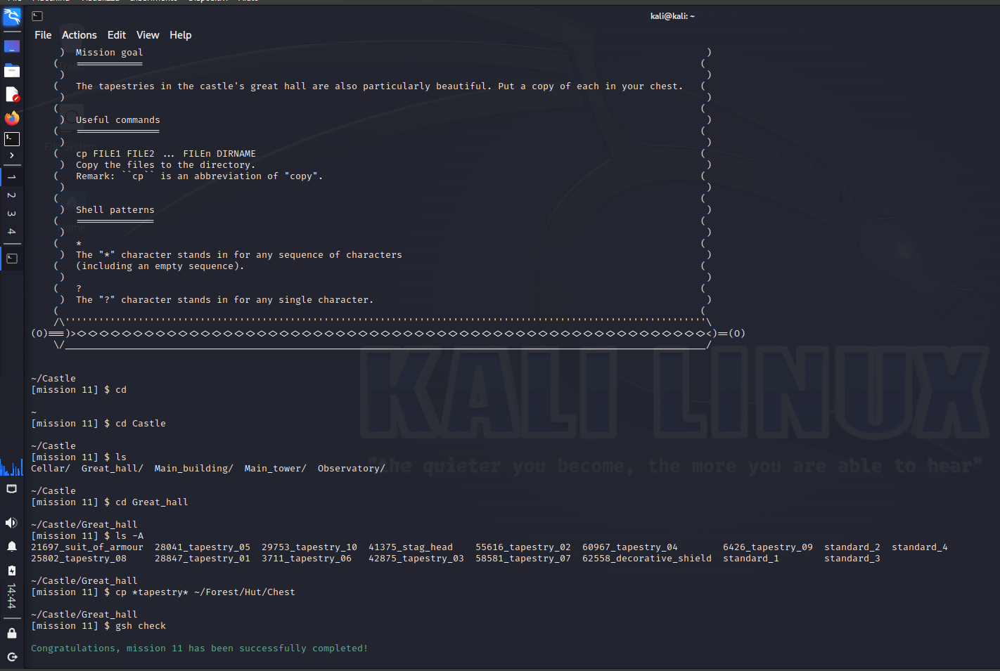 kali@kali: ~
File Actions Edit View Help
) Mission goal )
( ============ (
) )
( The tapestries in the castle's great hall are also particularly beautiful. Put a copy of each in your chest. (
) )
( (
) Useful commands )
( =============== (
) )
( cp FILE1 FILE2 ... FILEn DIRNAME (
) Copy the files to the directory. )
( Remark: ``cp`` is an abbreviation of "copy". (
) )
( (
) Shell patterns )
( ============== (
) )
( * (
) The "*" character stands in for any sequence of characters )
( (including an empty sequence). (
) )
( ? (
) The "?" character stands in for any single character. )
( (
~/Castle
[mission 11] $ cd
~
[mission 11] $ cd Castle
~/Castle
[mission 11] $ ls
Cellar/ Great_hall/ Main_building/ Main_tower/ Observatory/
~/Castle
[mission 11] $ cd Great_hall
~/Castle/Great_hall
[mission 11] $ ls -A
21697_suit_of_armour 28041_tapestry_05 29753_tapestry_10 41375_stag_head 55616_tapestry_02 60967_tapestry_04 6426_tapestry_09 standard_2 standard_4
25802_tapestry_08 28847_tapestry_01 3711_tapestry_06 42875_tapestry_03 58581_tapestry_07 62558_decorative_shield standard_1 standard_3
~/Castle/Great_hall
[mission 11] $ cp *tapestry* ~/Forest/Hut/Chest
~/Castle/Great_hall
[mission 11] $ gsh check
Congratulations, mission 11 has been successfully completed!
KALI LINUX
"the quieter you become, the more you are able to hear"
1
2
3
4
14:44